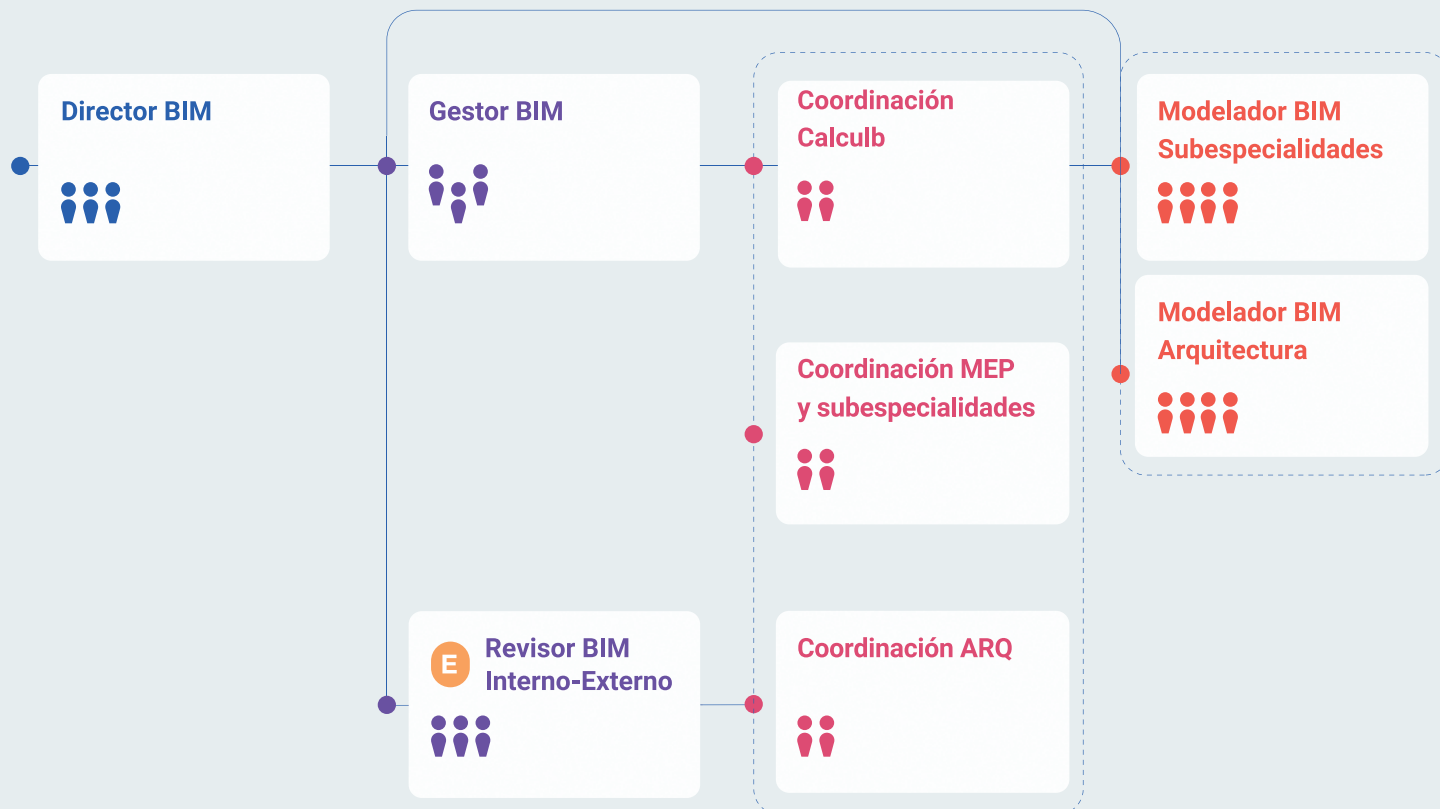 Director BIM
Gestor BIM
Coordinación
Calculb
Modelador BIM
Subespecialidades
Modelador BIM
Arquitectura
Coordinación MEP
y subespecialidades
E
Revisor BIM
Interno-Externo
Coordinación ARQ